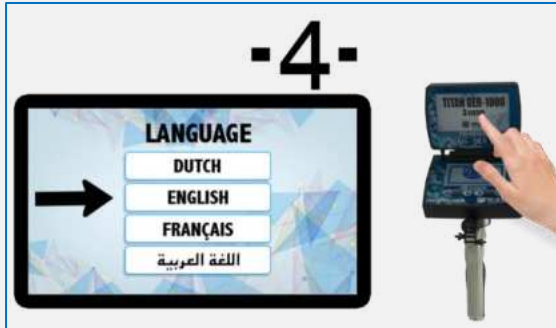 -4-
LANGUAGE
DUTCH
ENGLISH
FRANÇAIS
اللغة العربية
TITAN GER-1000